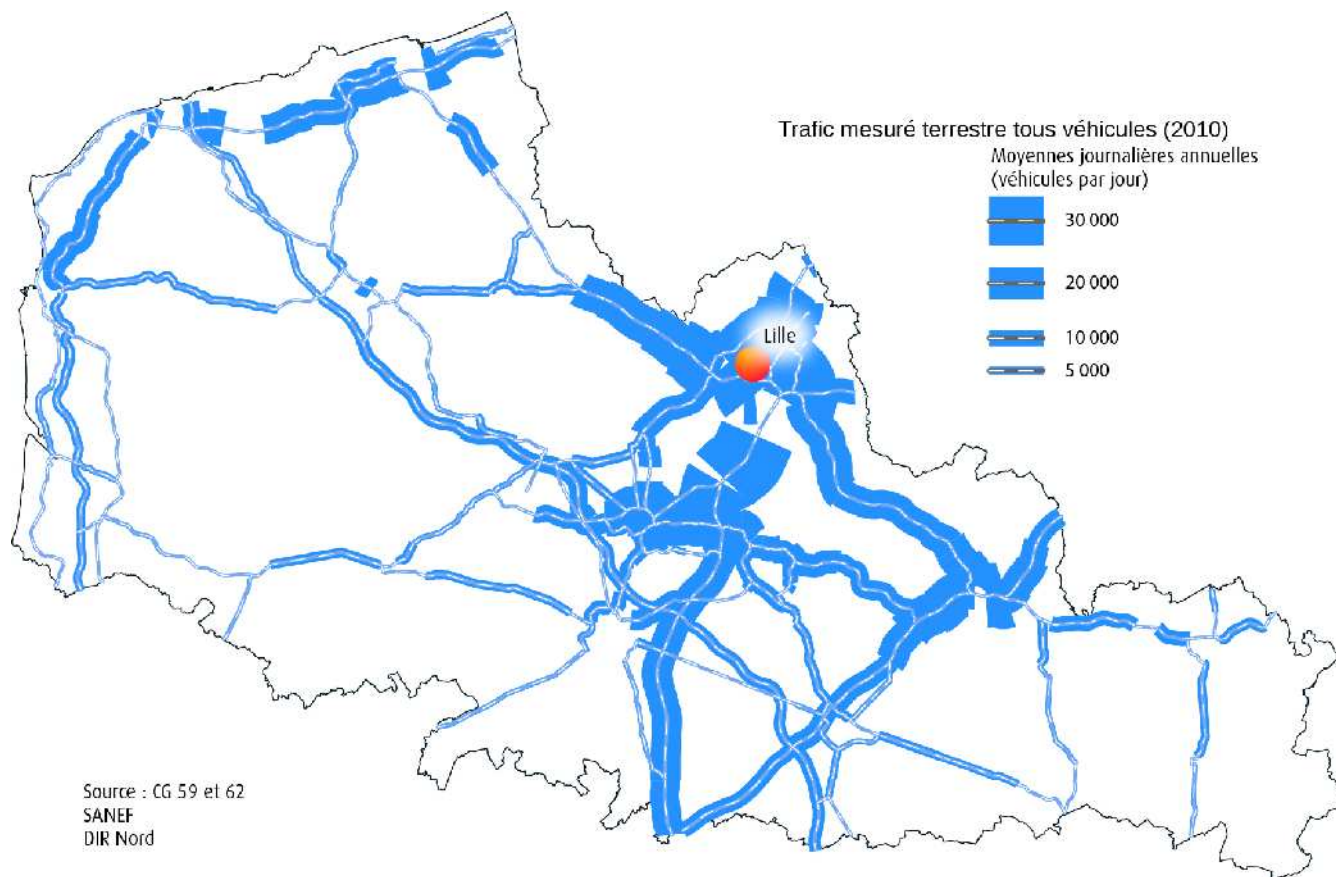 Trafic mesuré terrestre tous véhicules (2010)
Moyennes journalières annuelles
(véhicules par jour)
30 000
20 000
10 000
5 000
Lille
Source : CG 59 et 62
SANEF
DIR Nord